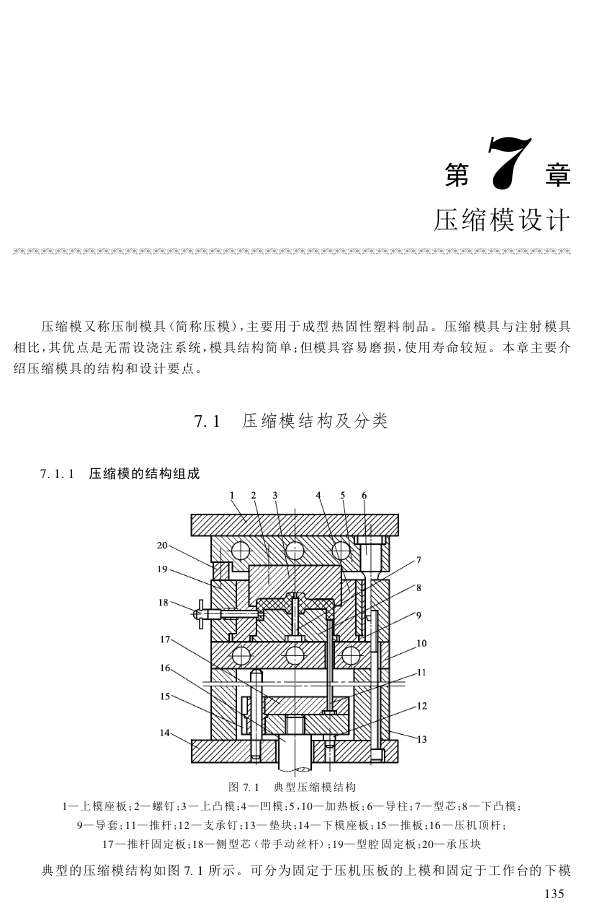 第 7 章
压缩模设计
压缩模又称压制模具(简称压模),主要用于成型热固性塑料制品。压缩模具与注射模具
相比,其优点是无需设浇注系统,模具结构简单;但模具容易磨损,使用寿命较短。本章主要介
绍压缩模具的结构和设计要点。
7.1 压缩模结构及分类
7.1.1 压缩模的结构组成
1 2 3 4 5 6
20
19
18
17
16
15
14
7
8
9
10
11
12
13
图 7.1 典型压缩模结构
1—上模座板;2—螺钉;3—上凸模;4—凹模;5,10—加热板;6—导柱;7—型芯;8—下凸模;
9—导套;11—推杆;12—支承钉;13—垫块;14—下模座板;15—推板;16—压机顶杆;
17—推杆固定板;18—侧型芯(带手动丝杆);19—型腔固定板;20—承压块
典型的压缩模结构如图 7.1 所示。可分为固定于压机压板的上模和固定于工作台的下模
135